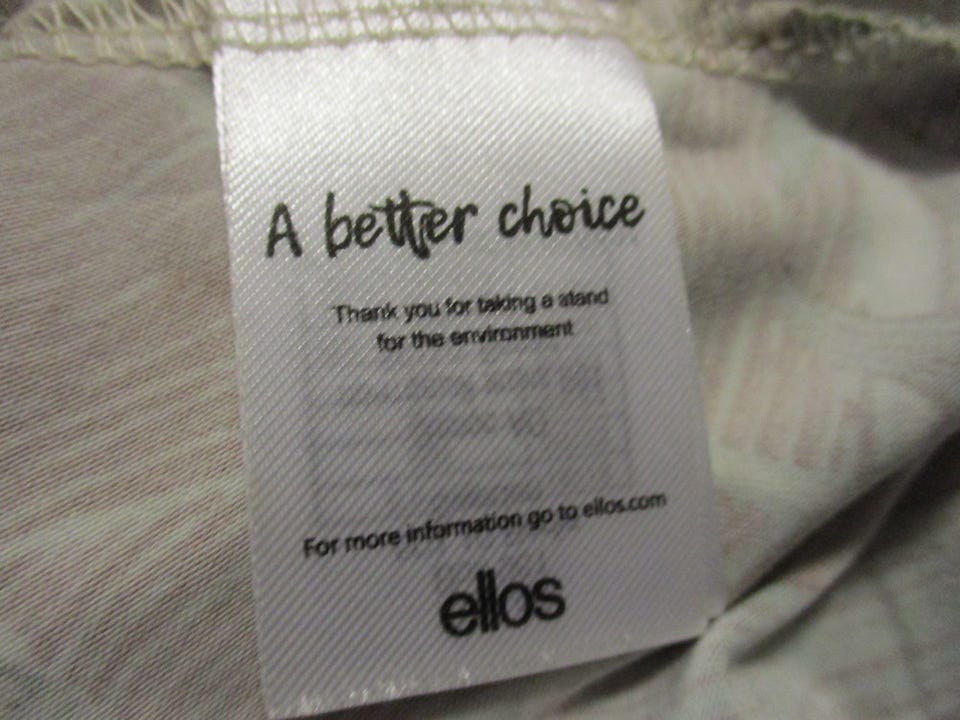 A better choice
Thank you for taking a stand
for the environment
For more information go to ellos.com
ellos